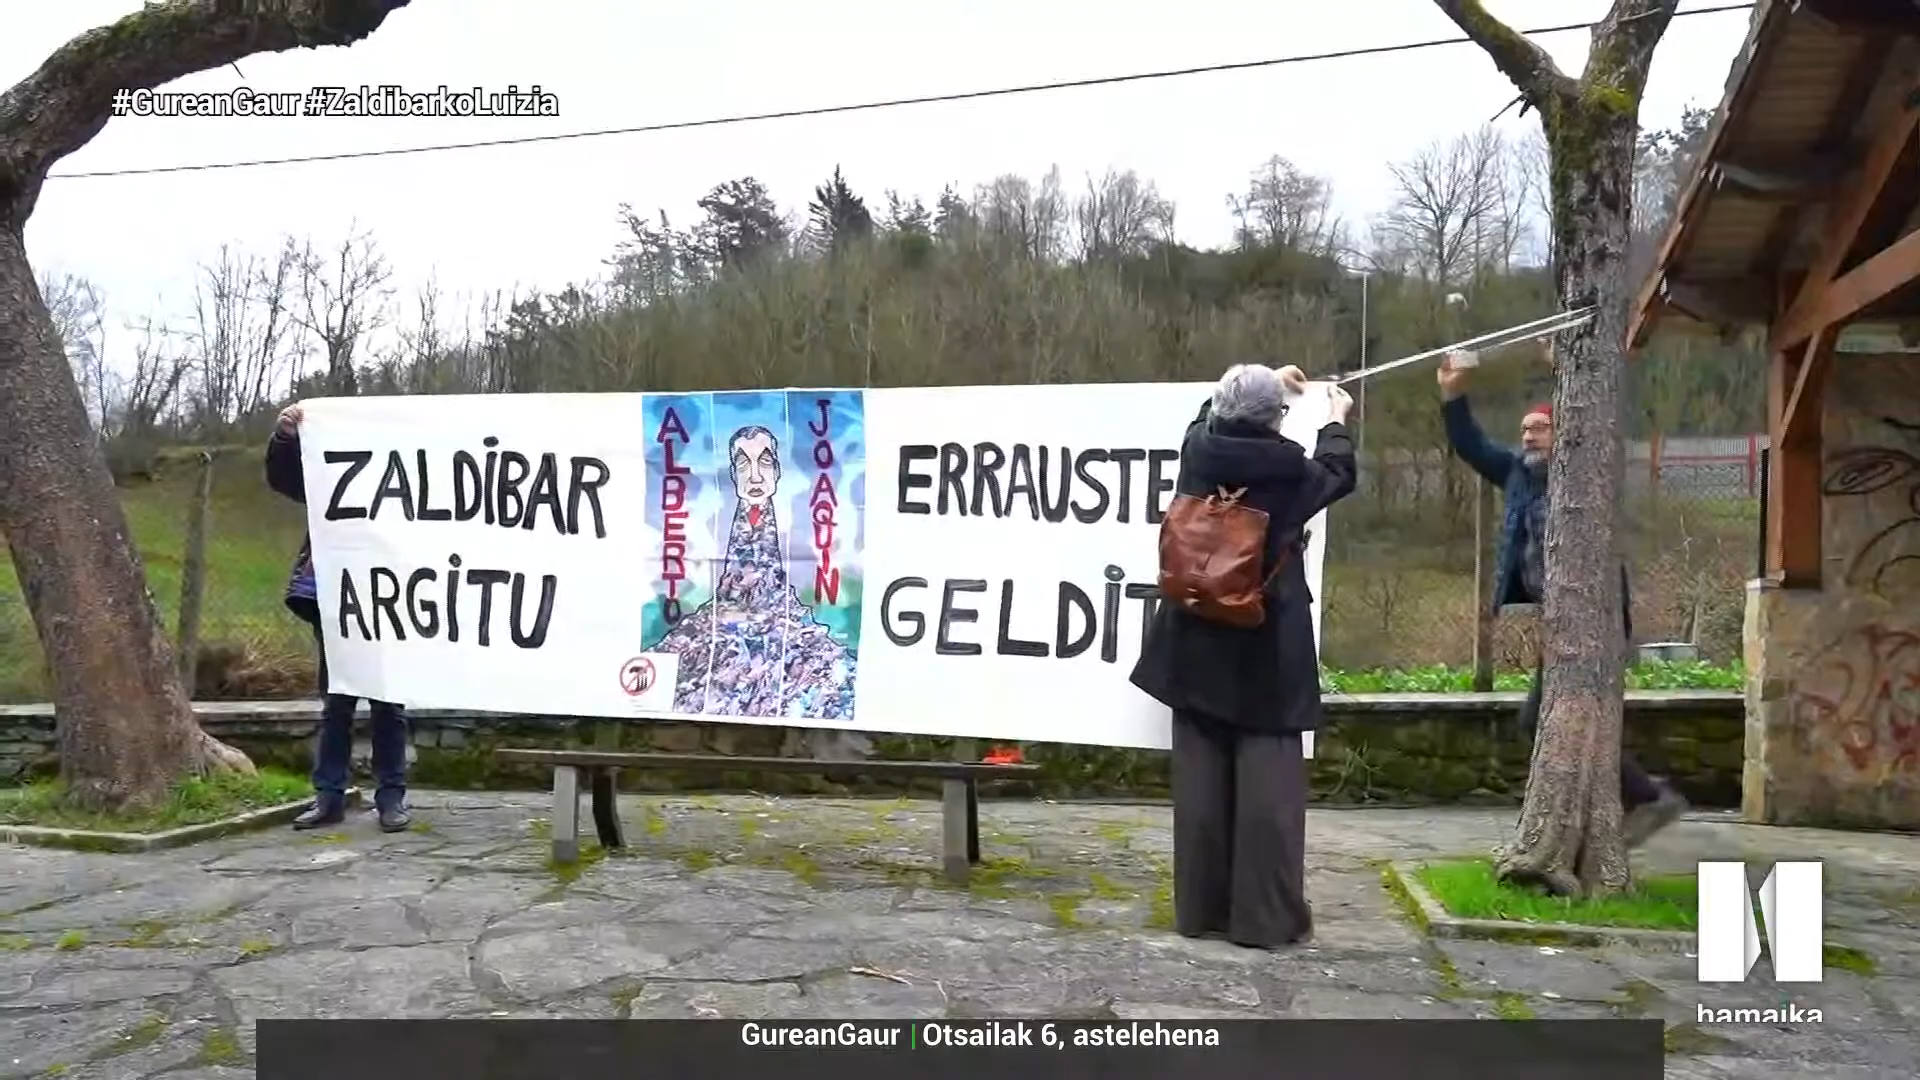 #GureanGaur #ZaldibarkoLuizia
ZALDIBAR
ARGITU
ALBERTO
JOAQUIN
ERRAUSTE
GELDIT
hamaika
GureanGaur | Otsailak 6, astelehena